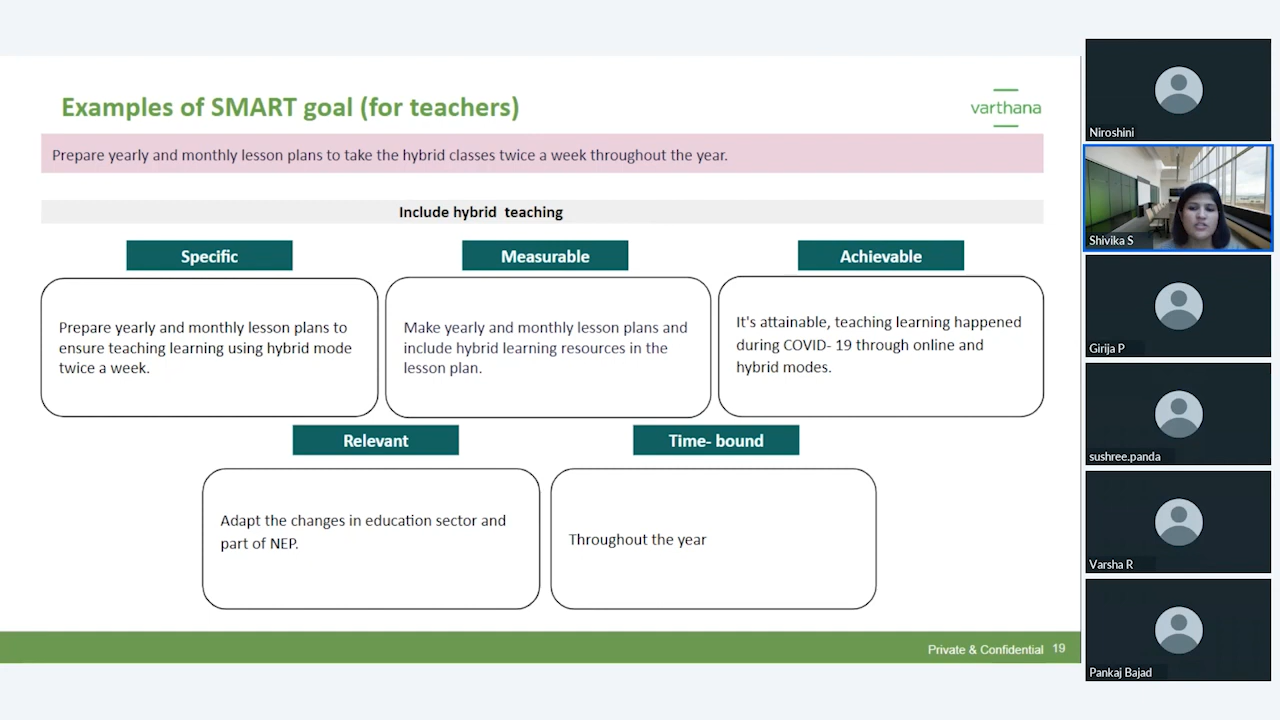 Examples of SMART goal (for teachers)
varthana
Prepare yearly and monthly lesson plans to take the hybrid classes twice a week throughout the year.
Include hybrid  teaching
Specific
Prepare yearly and monthly lesson plans to
ensure teaching learning using hybrid mode
twice a week.
Measurable
Make yearly and monthly lesson plans and
include hybrid learning resources in the
lesson plan.
Achievable
It's attainable, teaching learning happened
during COVID- 19 through online and
hybrid modes.
Relevant
Adapt the changes in education sector and
part of NEP.
Time- bound
Throughout the year
Private & Confidential 19
Niroshini
Shivika S
Girija P
sushree.panda
Varsha R
Pankaj Bajad